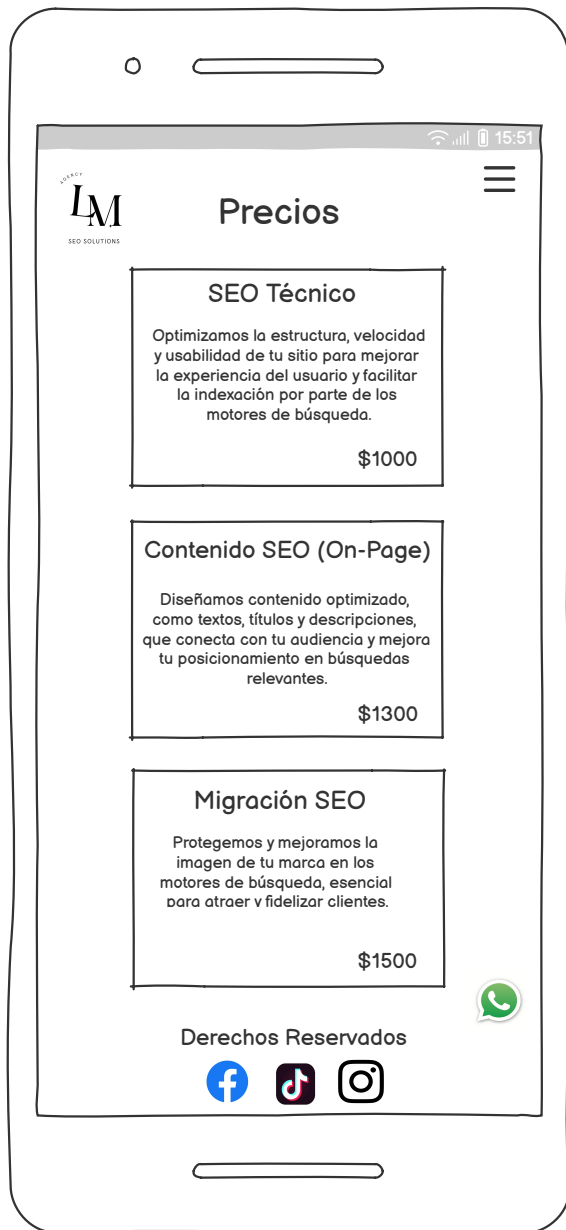 15:51
AGENCY
LM
SEO SOLUTIONS
Precios
SEO Técnico
Optimizamos la estructura, velocidad
y usabilidad de tu sitio para mejorar
la experiencia del usuario y facilitar
la indexación por parte de los
motores de búsqueda.
$1000
Contenido SEO (On-Page)
Diseñamos contenido optimizado,
como textos, títulos y descripciones,
que conecta con tu audiencia y mejora
tu posicionamiento en búsquedas
relevantes.
$1300
Migración SEO
Protegemos y mejoramos la
imagen de tu marca en los
motores de búsqueda, esencial
para atraer y fidelizar clientes.
$1500
Derechos Reservados